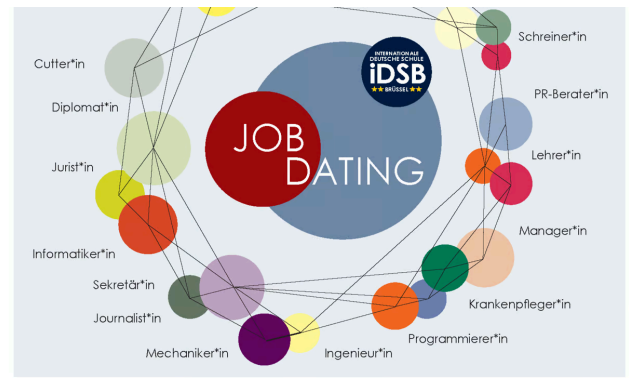 Schreiner*in
INTERNATIONALE
DEUTSCHE SCHULE
iDSB
BRÜSSEL
Cutter*in
PR-Berater*in
Diplomat*in
JOB
DATING
Lehrer*in
Jurist*in
Manager*in
Informatiker*in
Sekretär*in
Krankenpfleger*in
Journalist*in
Programmierer*in
Mechaniker*in
Ingenieur*in